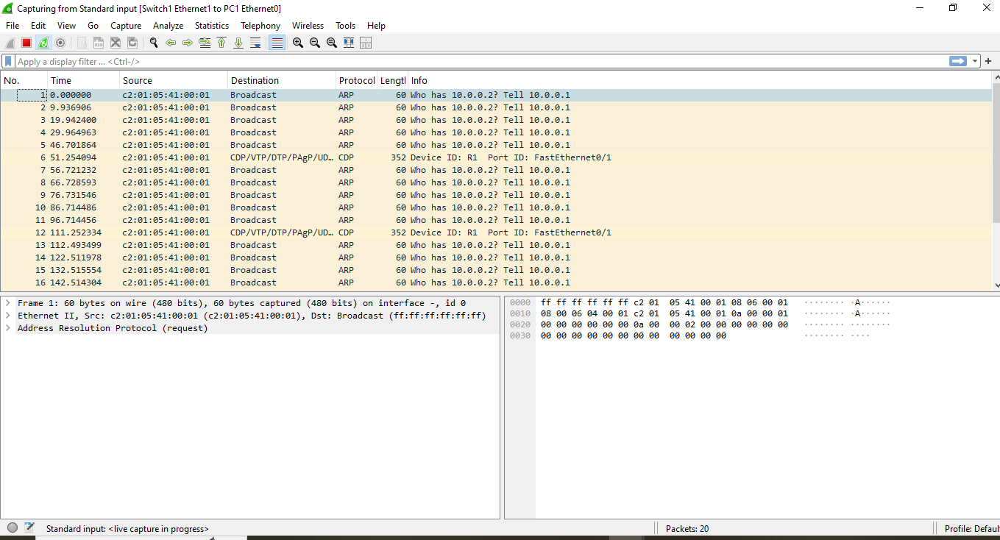 Capturing from Standard input [Switch1 Ethernet1 to PC1 Ethernet0]
File Edit View Go Capture Analyze Statistics Telephony Wireless Tools Help
Apply a display filter ... <Ctrl-/>
No. Time Source Destination Protocol Lengtl Info
1 0.000000 c2:01:05:41:00:01 Broadcast ARP 60 Who has 10.0.0.2? Tell 10.0.0.1
2 9.936906 c2:01:05:41:00:01 Broadcast ARP 60 Who has 10.0.0.2? Tell 10.0.0.1
3 19.942400 c2:01:05:41:00:01 Broadcast ARP 60 Who has 10.0.0.2? Tell 10.0.0.1
4 29.964963 c2:01:05:41:00:01 Broadcast ARP 60 Who has 10.0.0.2? Tell 10.0.0.1
5 46.701864 c2:01:05:41:00:01 Broadcast ARP 60 Who has 10.0.0.2? Tell 10.0.0.1
6 51.254094 c2:01:05:41:00:01 CDP/VTP/DTP/PAgP/UD… CDP 352 Device ID: R1 Port ID: FastEthernet0/1
7 56.721232 c2:01:05:41:00:01 Broadcast ARP 60 Who has 10.0.0.2? Tell 10.0.0.1
8 66.728593 c2:01:05:41:00:01 Broadcast ARP 60 Who has 10.0.0.2? Tell 10.0.0.1
9 76.731546 c2:01:05:41:00:01 Broadcast ARP 60 Who has 10.0.0.2? Tell 10.0.0.1
10 86.714486 c2:01:05:41:00:01 Broadcast ARP 60 Who has 10.0.0.2? Tell 10.0.0.1
11 96.714456 c2:01:05:41:00:01 Broadcast ARP 60 Who has 10.0.0.2? Tell 10.0.0.1
12 111.252334 c2:01:05:41:00:01 CDP/VTP/DTP/PAgP/UD… CDP 352 Device ID: R1 Port ID: FastEthernet0/1
13 112.493499 c2:01:05:41:00:01 Broadcast ARP 60 Who has 10.0.0.2? Tell 10.0.0.1
14 122.511978 c2:01:05:41:00:01 Broadcast ARP 60 Who has 10.0.0.2? Tell 10.0.0.1
15 132.515554 c2:01:05:41:00:01 Broadcast ARP 60 Who has 10.0.0.2? Tell 10.0.0.1
16 142.514304 c2:01:05:41:00:01 Broadcast ARP 60 Who has 10.0.0.2? Tell 10.0.0.1
Frame 1: 60 bytes on wire (480 bits), 60 bytes captured (480 bits) on interface -, id 0
Ethernet II, Src: c2:01:05:41:00:01 (c2:01:05:41:00:01), Dst: Broadcast (ff:ff:ff:ff:ff:ff)
Address Resolution Protocol (request)
0000 ff ff ff ff ff ff c2 01 05 41 00 01 08 06 00 01 ········ ·A······
0010 08 00 06 04 00 01 c2 01 05 41 00 01 0a 00 00 01 ········ ·A······
0020 00 00 00 00 00 00 0a 00 00 02 00 00 00 00 00 00 ········ ········
0030 00 00 00 00 00 00 00 00 00 00 00 00 ········ ····
Standard input: <live capture in progress>
Packets: 20
Profile: Defaul